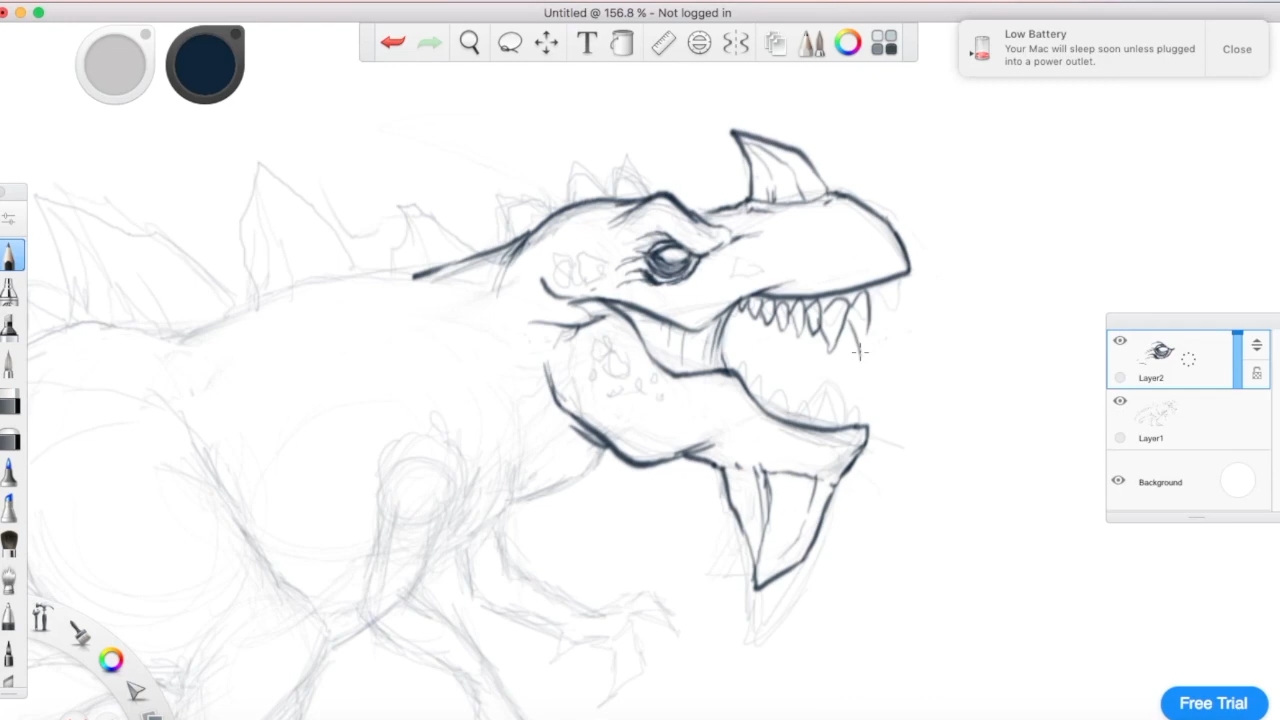 Untitled @ 156.8 % - Not logged in
Low Battery
Your Mac will sleep soon unless plugged
into a power outlet.
Close
T
Layer2
Layer1
Background
Free Trial